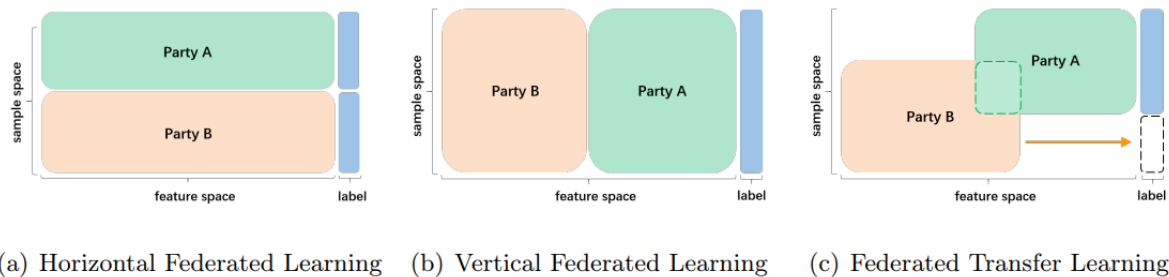 Party A
Party B
sample space
feature space
label
(a) Horizontal Federated Learning
Party B
Party A
sample space
feature space
label
(b) Vertical Federated Learning
Party A
Party B
sample space
feature space
label
(c) Federated Transfer Learning